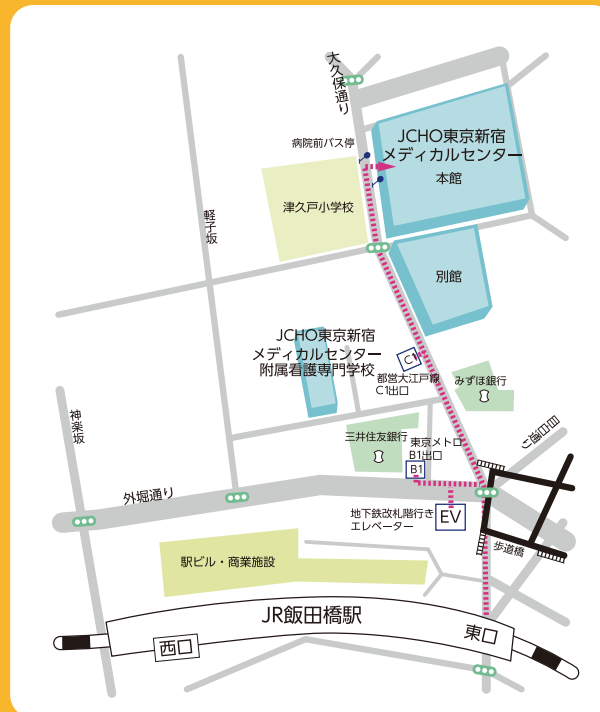 大久保通り
JCHO東京新宿
メディカルセンター
本館
病院前バス停
津久戸小学校
軽子坂
別館
JCHO東京新宿
メディカルセンター
附属看護専門学校
C1
都営大江戸線
C1出口
みずほ銀行
目白通り
神楽坂
三井住友銀行
東京メトロ
B1出口
B1
外堀通り
地下鉄改札階行き
エレベーター
EV
歩道橋
駅ビル・商業施設
JR飯田橋駅
西口
東口